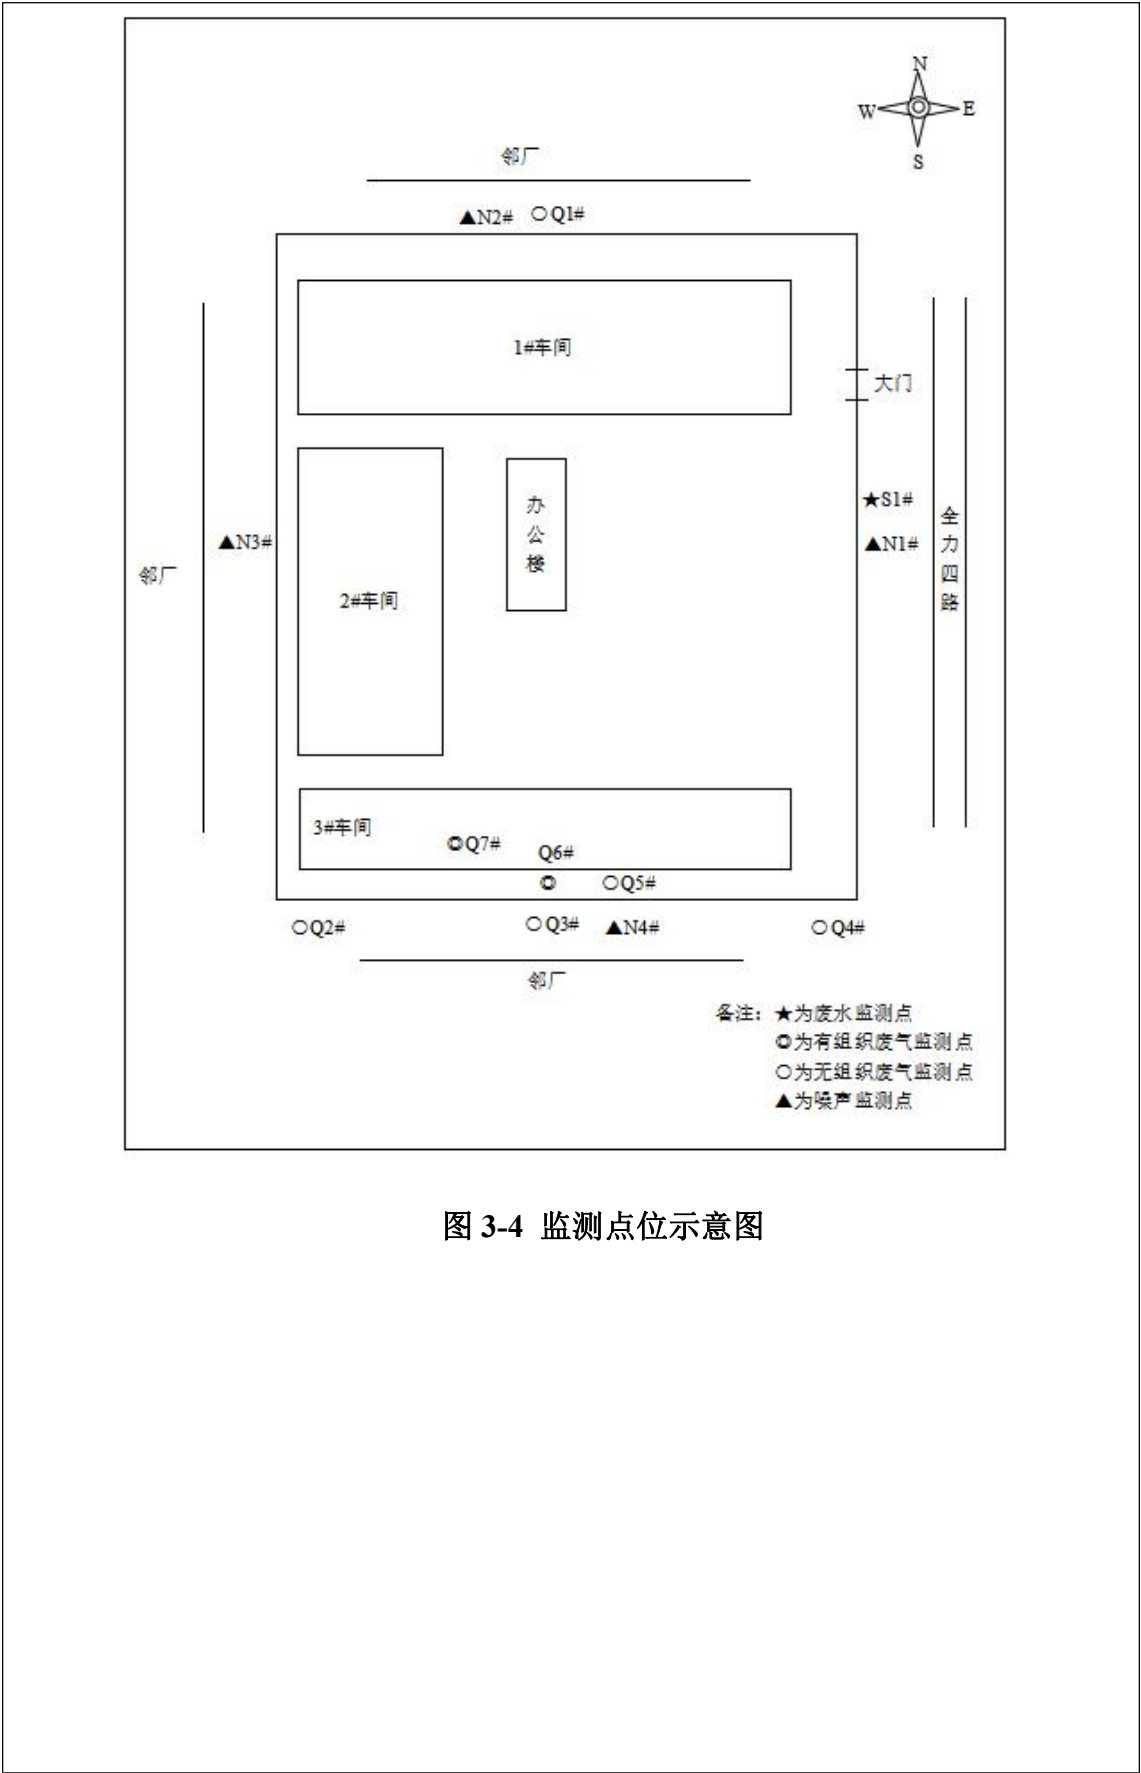 N
W E
S
邻厂
▲N2# ○Q1#
1#车间
大门
★S1#
办公楼
▲N1#
全力四路
▲N3#
邻厂
2#车间
3#车间
◎Q7#
Q6#
◎ ○Q5#
○Q2# ○Q3# ▲N4# ○Q4#
邻厂
备注：★为废水监测点
◎为有组织废气监测点
○为无组织废气监测点
▲为噪声监测点
图 3-4 监测点位示意图